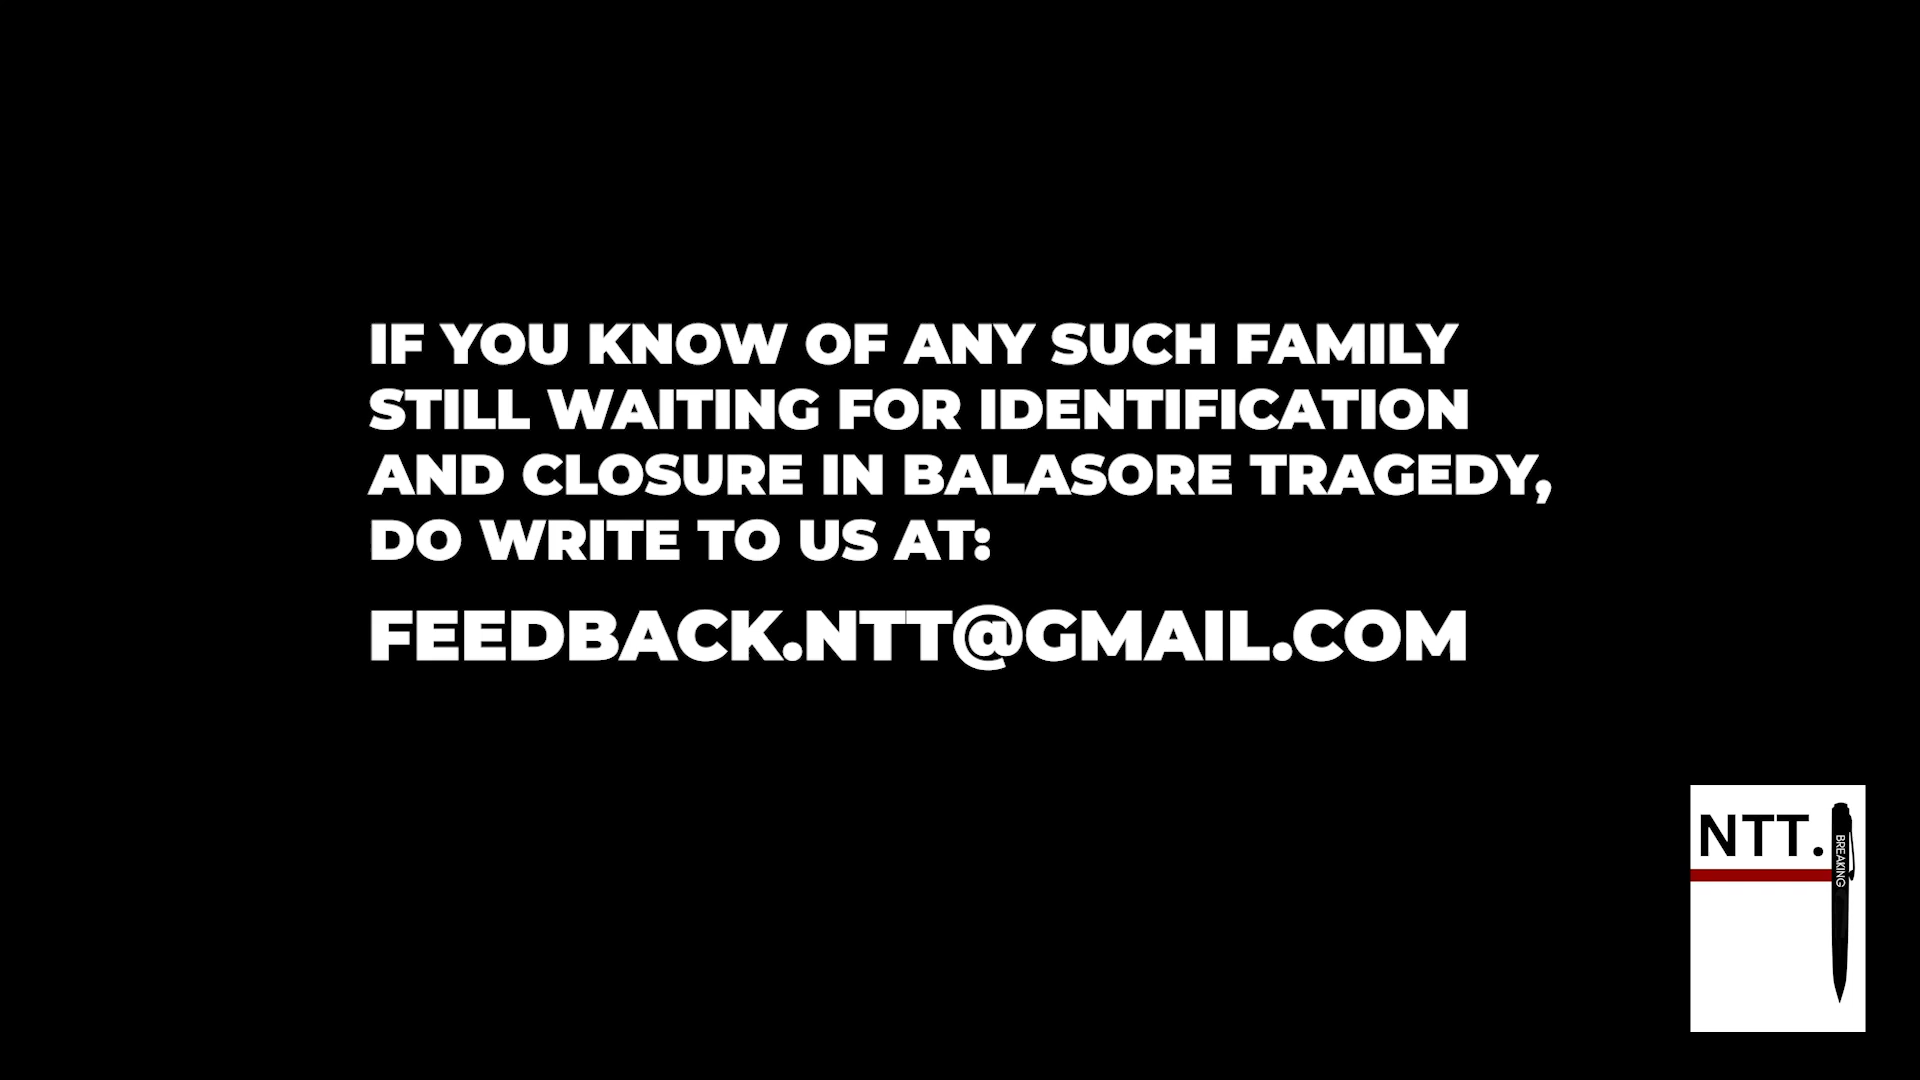 IF YOU KNOW OF ANY SUCH FAMILY
STILL WAITING FOR IDENTIFICATION
AND CLOSURE IN BALASORE TRAGEDY,
DO WRITE TO US AT:
FEEDBACK.NTT@GMAIL.COM
NTT.
BREAKING